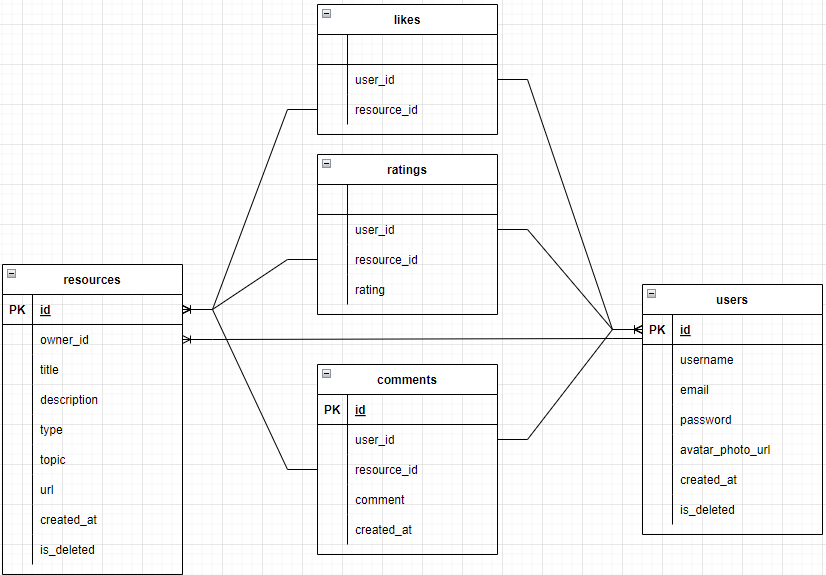 likes
user_id
resource_id
ratings
user_id
resource_id
rating
resources
PK id
owner_id
title
description
type
topic
url
created_at
is_deleted
comments
PK id
user_id
resource_id
comment
created_at
users
PK id
username
email
password
avatar_photo_url
created_at
is_deleted